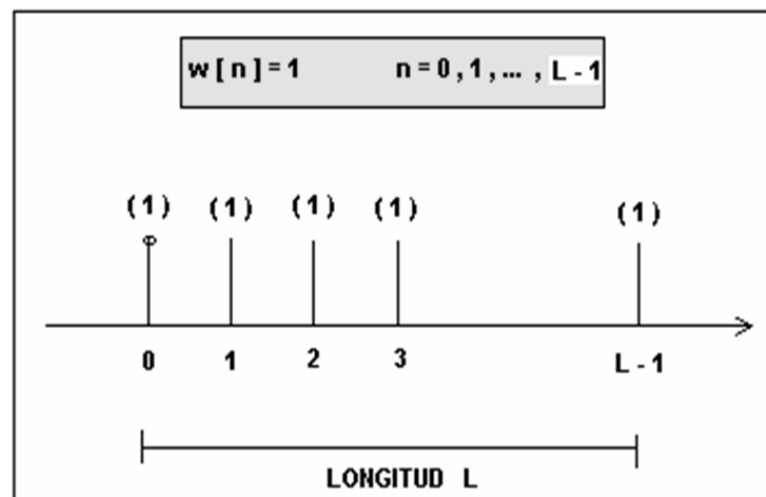 w[n]=1 n=0,1,... , L-1
(1) (1) (1) (1) (1)
0 1 2 3 L-1
LONGITUD L